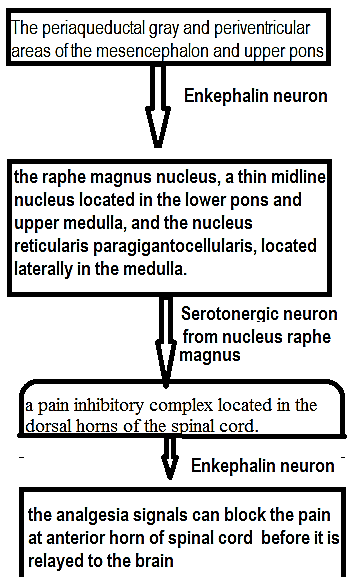 The periaqueductal gray and periventricular
areas of the mesencephalon and upper pons
Enkephalin neuron
the raphe magnus nucleus, a thin midline
nucleus located in the lower pons and
upper medulla, and the nucleus
reticularis paragigantocellularis, located
laterally in the medulla.
Serotonergic neuron
from nucleus raphe
magnus
a pain inhibitory complex located in the
dorsal horns of the spinal cord.
Enkephalin neuron
the analgesia signals can block the pain
at anterior horn of spinal cord before it is
relayed to the brain